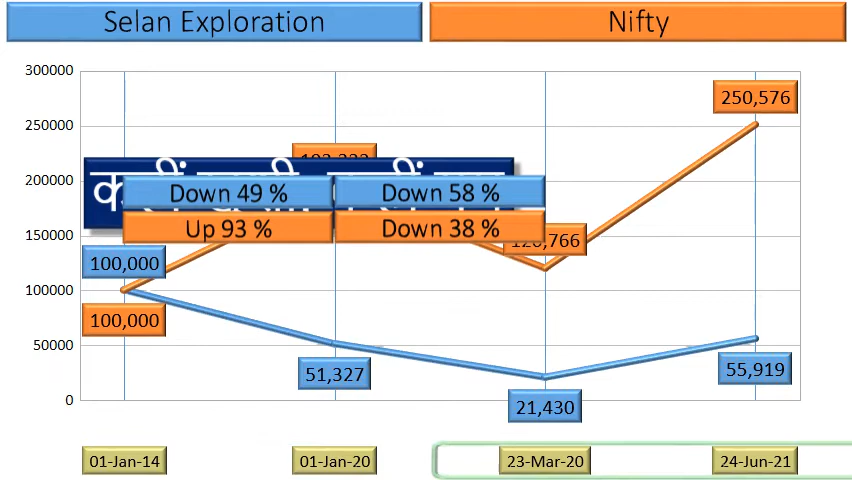 Selan Exploration
Nifty
300000
250,576
250000
200000
Down 49 %
Down 58 %
Up 93 %
Down 38 %
150000
100,000
100000
100,000
50000
51,327
55,919
21,430
0
01-Jan-14
01-Jan-20
23-Mar-20
24-Jun-21